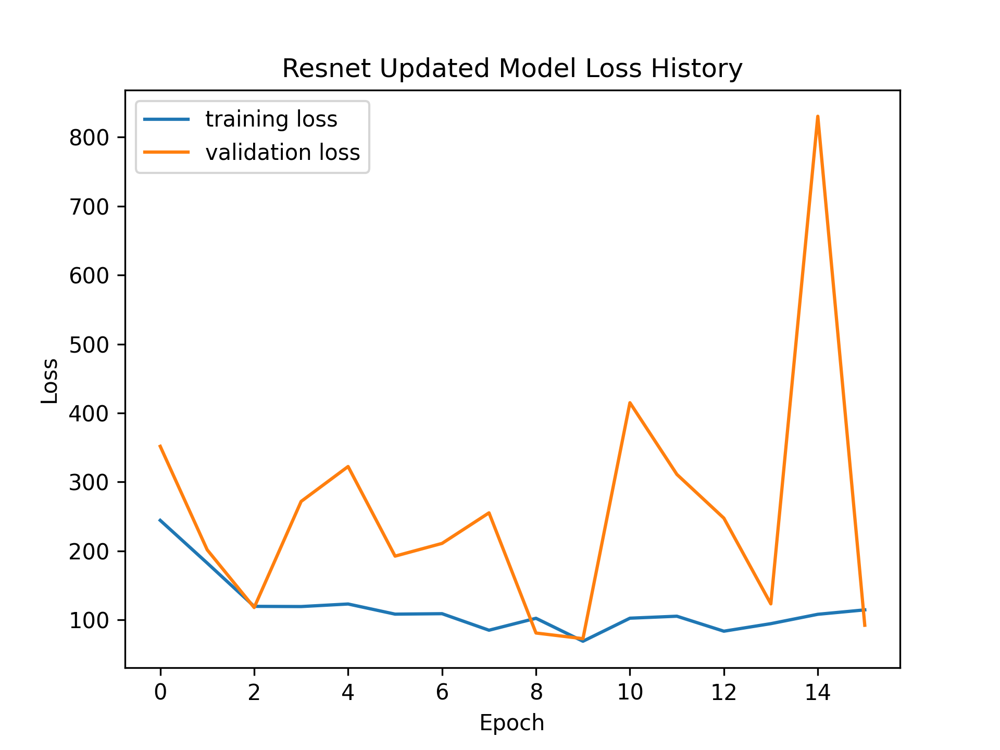 Resnet Updated Model Loss History
training loss
validation loss
800
700
600
500
400
300
200
100
Loss
0 2 4 6 8 10 12 14
Epoch